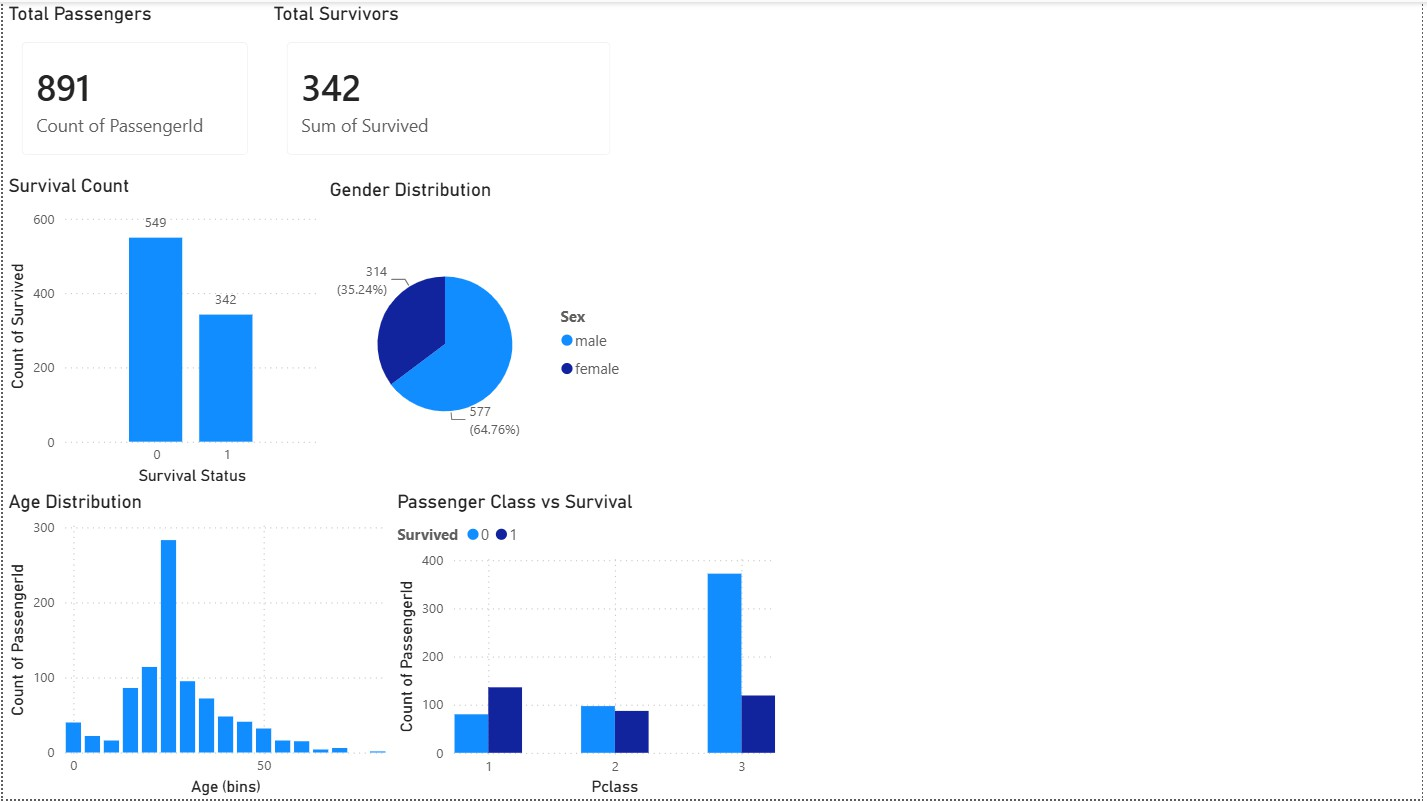 Total Passengers
Total Survivors
891
Count of PassengerId
342
Sum of Survived
Survival Count
600
400
200
0
Count of Survived
549
342
0
1
Survival Status
Gender Distribution
314
(35.24%)
577
(64.76%)
Sex
male
female
Age Distribution
300
200
100
0
Count of PassengerId
0
50
Age (bins)
Passenger Class vs Survival
Survived 0 1
400
300
200
100
0
Count of PassengerId
1
2
3
Pclass